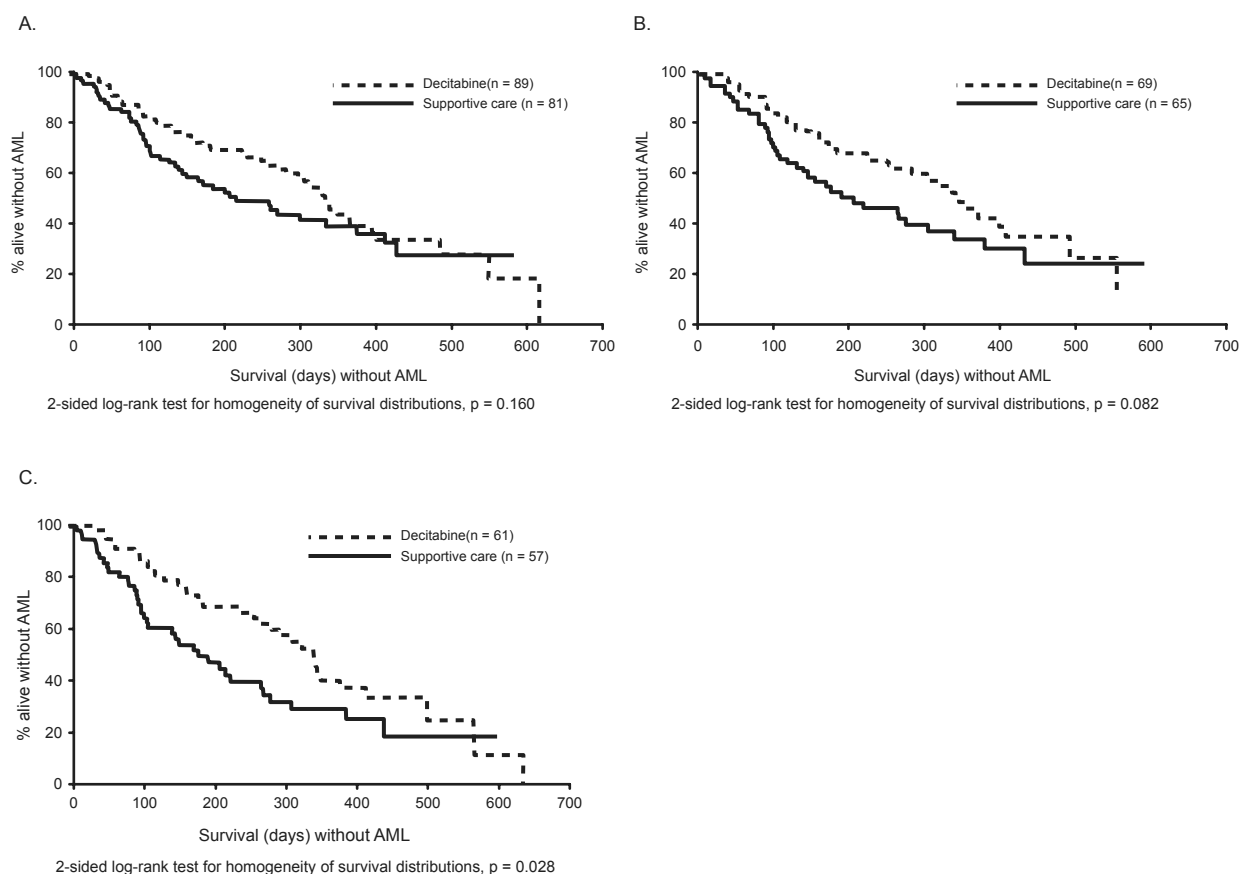 A.
100
80
60
40
20
0
% alive without AML
Decitabine(n = 89)
Supportive care (n = 81)
0 100 200 300 400 500 600 700
Survival (days) without AML
2-sided log-rank test for homogeneity of survival distributions, p = 0.160
B.
100
80
60
40
20
0
% alive without AML
Decitabine(n = 69)
Supportive care (n = 65)
0 100 200 300 400 500 600 700
Survival (days) without AML
2-sided log-rank test for homogeneity of survival distributions, p = 0.082
C.
100
80
60
40
20
0
% alive without AML
Decitabine(n = 61)
Supportive care (n = 57)
0 100 200 300 400 500 600 700
Survival (days) without AML
2-sided log-rank test for homogeneity of survival distributions, p = 0.028